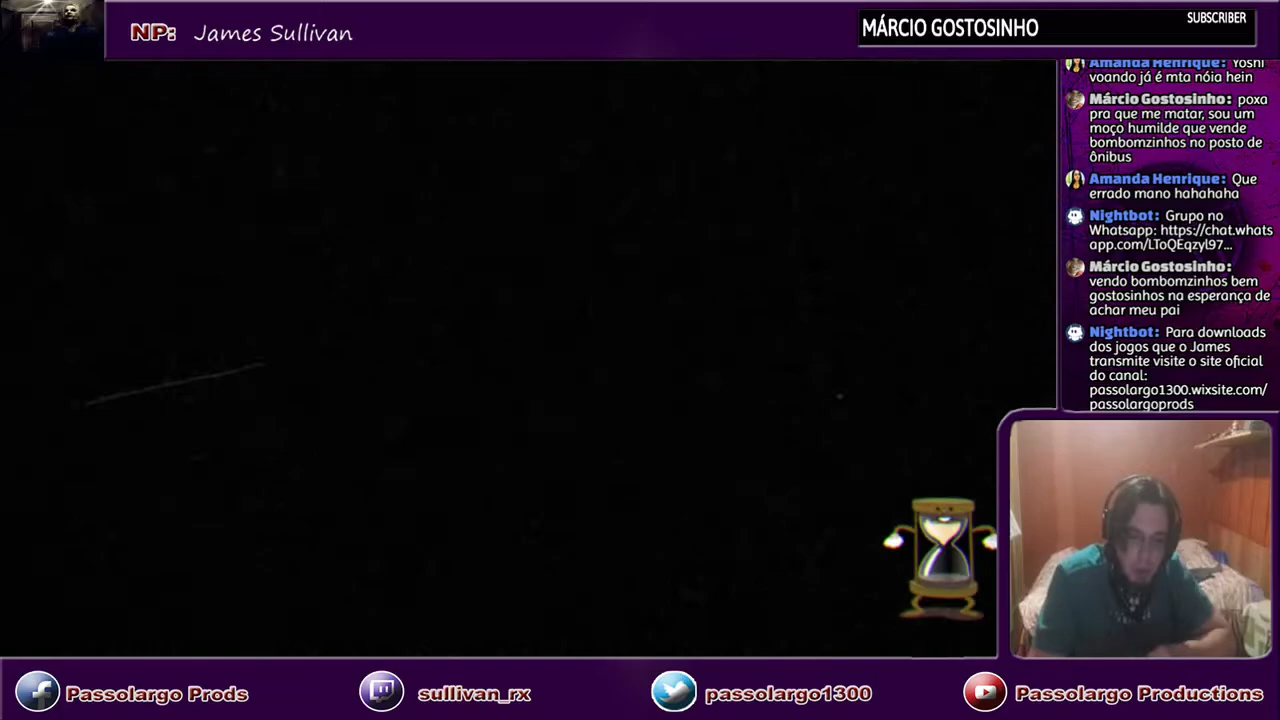 NP: James Sullivan
MÁRCIO GOSTOSINHO
SUBSCRIBER
Amanda Henrique: Yoshi
voando já é mta nóia hein
Márcio Gostosinho: poxa
pra que me matar, sou um
moço humilde que vende
bombomzinhos no posto de
ônibus
Amanda Henrique: Que
errado mano hahahaha
Nightbot: Grupo no
Whatsapp: https://chat.whats
app.com/LToQEqzyl97...
Márcio Gostosinho:
vendo bombomzinhos bem
gostosinhos na esperança de
achar meu pai
Nightbot: Para downloads
dos jogos que o James
transmite visite o site oficial
do canal:
passolargo1300.wixsite.com/
passolargoprods
Passolargo Prods
sullivan_rx
passolargo1300
Passolargo Productions